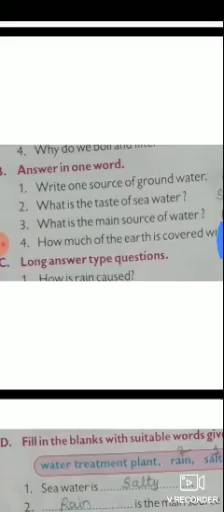 4. Why do we boil and
B. Answer in one word.
1. Write one source of ground water.
2. What is the taste of sea water?
3. What is the main source of water?
4. How much of the earth is covered
C. Long answer type questions.
1 How is rain caused?
D. Fill in the blanks with suitable words
water treatment plant, rain, salt
1. Sea water is ......Salty......
2. ......Rain...... is the main
V RECORDER